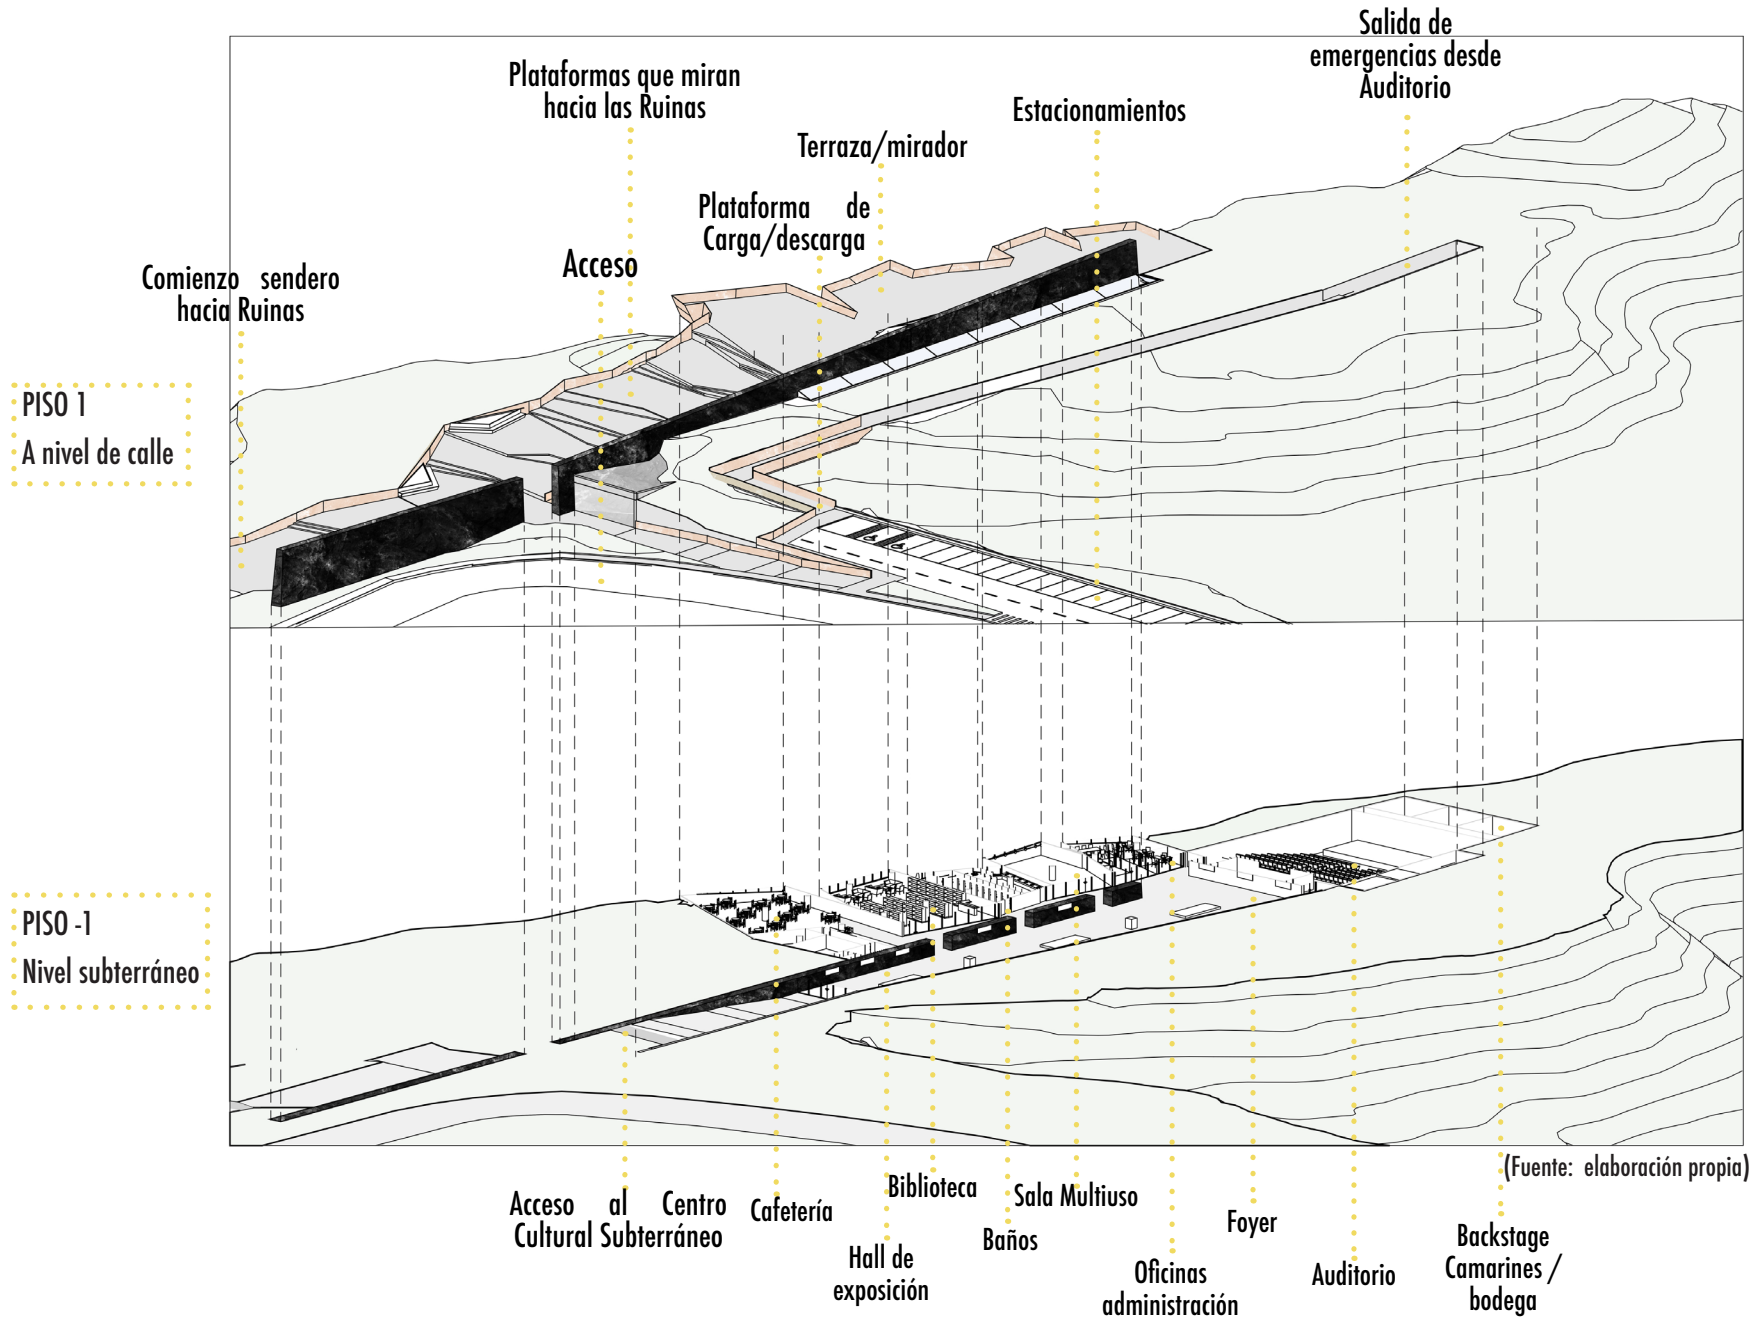 Salida de
emergencias desde
Auditorio
Plataformas que miran
hacia las Ruinas
Estacionamientos
Terraza/mirador
Plataforma de
Carga/descarga
Acceso
Comienzo sendero
hacia Ruinas
PISO 1
A nivel de calle
PISO -1
Nivel subterráneo
(Fuente: elaboración propia)
Acceso al Centro
Cultural Subterráneo
Cafetería
Biblioteca
Sala Multiuso
Hall de
exposición
Baños
Oficinas
administración
Foyer
Auditorio
Backstage
Camarines /
bodega